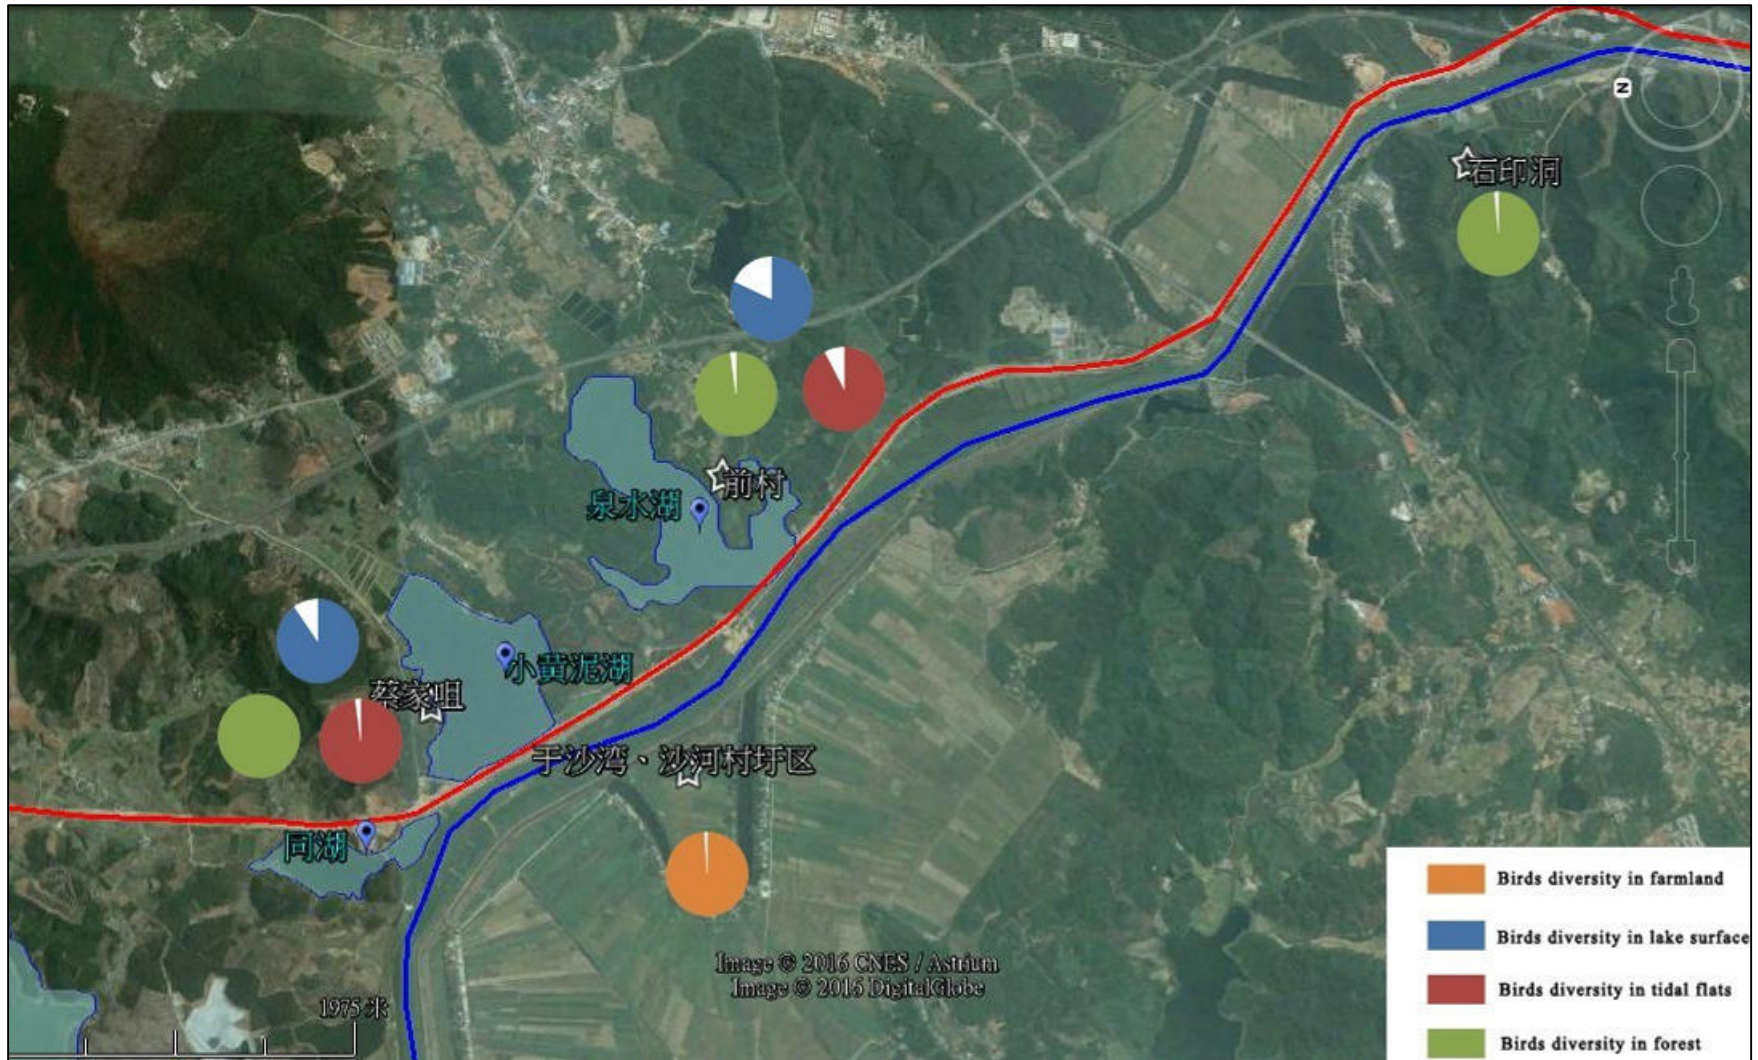 N
石印洞
前村
泉水湖
小黄泥湖
蔡家咀
于沙湾、沙河村圩区
同湖
Image © 2016 CNES / Astrium
Image © 2016 DigitalGlobe
1975 米
Birds diversity in farmland
Birds diversity in lake surface
Birds diversity in tidal flats
Birds diversity in forest